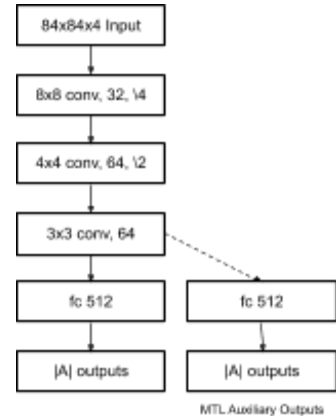 84x84x4 Input
8x8 conv, 32, \4
4x4 conv, 64, \2
3x3 conv, 64
fc 512
fc 512
|A| outputs
|A| outputs
MTL Auxiliary Outputs